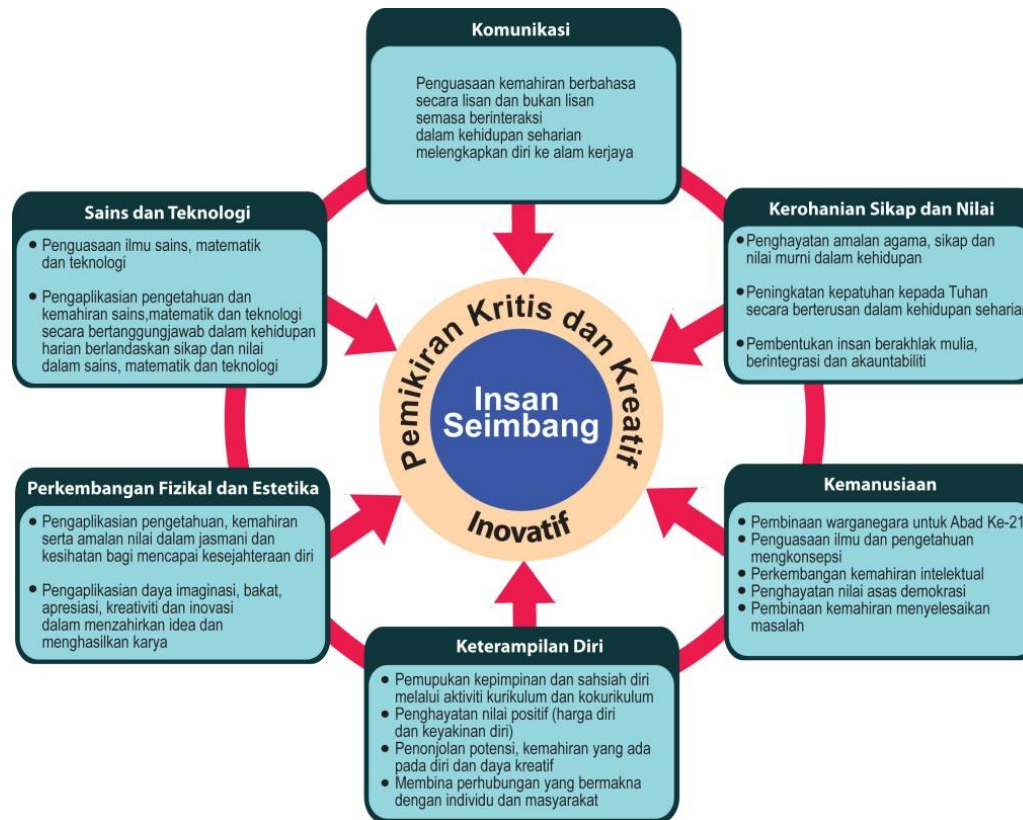 Komunikasi
Penguasaan kemahiran berbahasa
secara lisan dan bukan lisan
semasa berinteraksi
dalam kehidupan seharian
melengkapkan diri ke alam kerjaya
Sains dan Teknologi
● Penguasaan ilmu sains, matematik
dan teknologi
● Pengaplikasian pengetahuan dan
kemahiran sains,matematik dan teknologi
secara bertanggungjawab dalam kehidupan
harian berlandaskan sikap dan nilai
dalam sains, matematik dan teknologi
Kerohanian Sikap dan Nilai
● Penghayatan amalan agama, sikap dan
nilai murni dalam kehidupan
● Peningkatan kepatuhan kepada Tuhan
secara berterusan dalam kehidupan seharian
● Pembentukan insan berakhlak mulia,
berintegrasi dan akauntabiliti
Pemikiran Kritis dan Kreatif
Insan
Seimbang
Inovatif
Perkembangan Fizikal dan Estetika
● Pengaplikasian pengetahuan, kemahiran
serta amalan nilai dalam jasmani dan
kesihatan bagi mencapai kesejahteraan diri
● Pengaplikasian daya imaginasi, bakat,
apresiasi, kreativiti dan inovasi
dalam menzahirkan idea dan
menghasilkan karya
Kemanusiaan
● Pembinaan warganegara untuk Abad Ke-21
● Penguasaan ilmu dan pengetahuan
mengkonsepsi
● Perkembangan kemahiran intelektual
● Penghayatan nilai asas demokrasi
● Pembinaan kemahiran menyelesaikan
masalah
Keterampilan Diri
● Pemupukan kepimpinan dan sahsiah diri
melalui aktiviti kurikulum dan kokurikulum
● Penghayatan nilai positif (harga diri
dan keyakinan diri)
● Penonjolan potensi, kemahiran yang ada
pada diri dan daya kreatif
● Membina perhubungan yang bermakna
dengan individu dan masyarakat